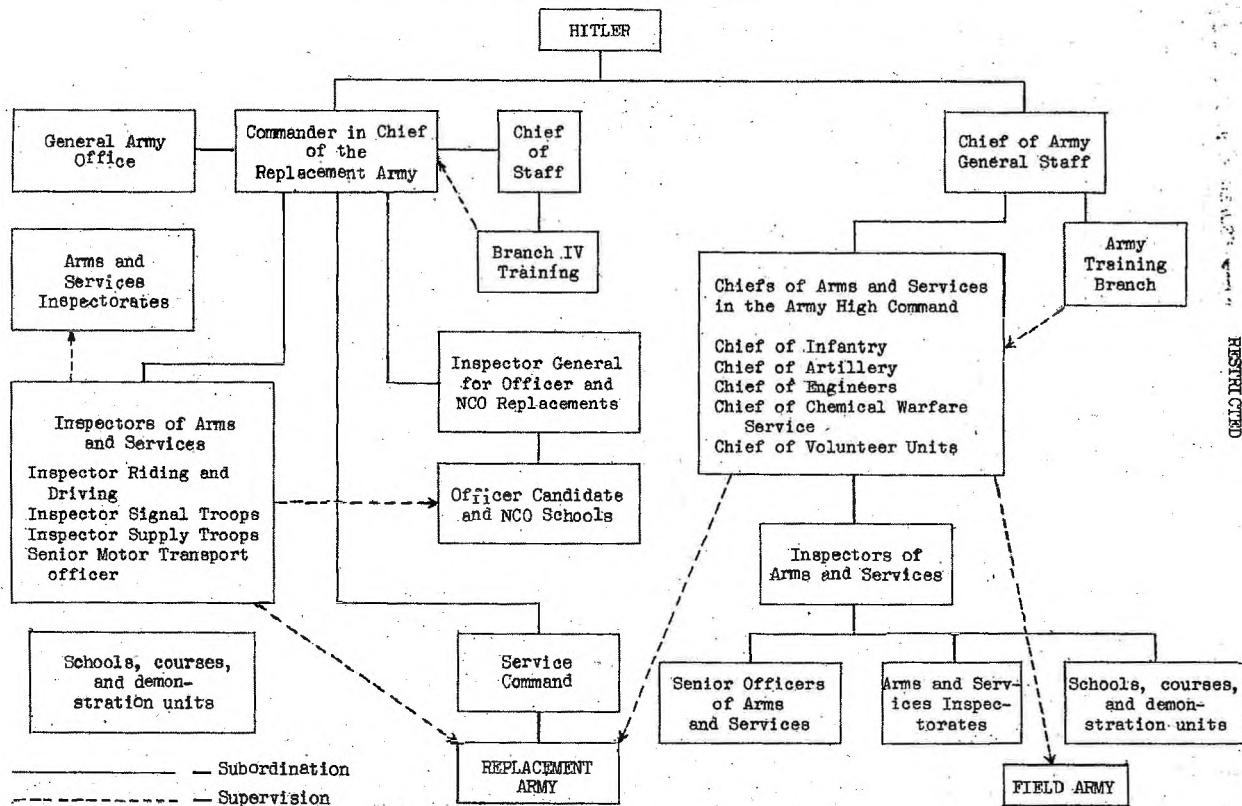 HITLER
General Army
Office
Commander in Chief
of the
Replacement Army
Chief
of
Staff
Chief of Army
General Staff
Arms and
Services
Inspectorates
Branch IV
Training
Army
Training
Branch
Chiefs of Arms and Services
in the Army High Command
Chief of Infantry
Chief of Artillery
Chief of Engineers
Chief of Chemical Warfare
Service
Chief of Volunteer Units
Inspector General
for Officer and
NCO Replacements
Inspectors of Arms
and Services
Inspector Riding and
Driving
Inspector Signal Troops
Inspector Supply Troops
Senior Motor Transport
officer
Officer Candidate
and NCO Schools
Inspectors of
Arms and Services
Schools, courses,
and demon-
stration units
Service
Command
Senior Officers
of Arms
and Services
Arms and Serv-
ices Inspec-
torates
Schools, courses,
and demon-
stration units
REPLACEMENT
ARMY
FIELD ARMY
— Subordination
— Supervision
RESTRICTED